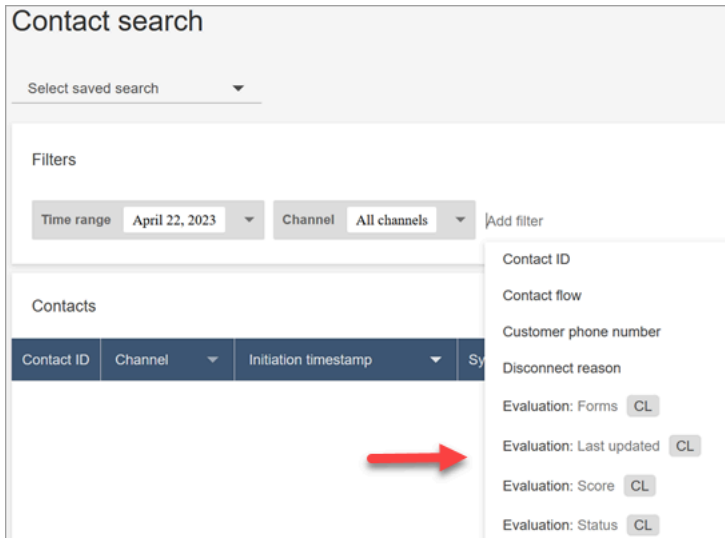 Contact search
Select saved search
Filters
Time range April 22, 2023 Channel All channels Add filter
Contact ID
Contact flow
Customer phone number
Disconnect reason
Evaluation: Forms CL
Evaluation: Last updated CL
Evaluation: Score CL
Evaluation: Status CL
Contacts
Contact ID Channel Initiation timestamp Sy